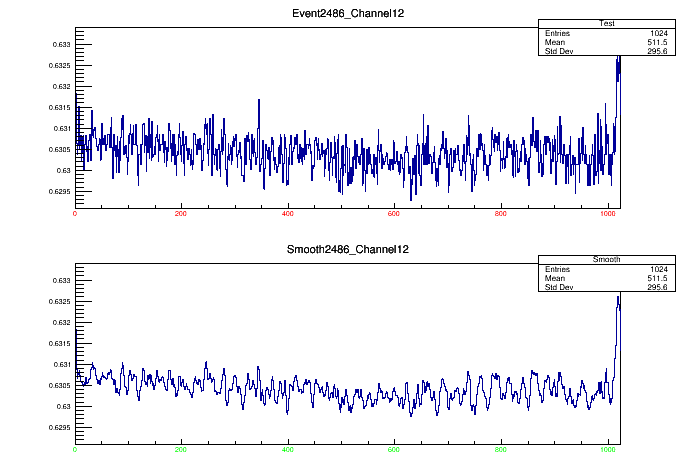 Event2486_Channel12
Test
Entries 1024
Mean 511.5
Std Dev 295.6
0.633
0.6325
0.632
0.6315
0.631
0.6305
0.63
0.6295
0 200 400 600 800 1000
Smooth2486_Channel12
Smooth
Entries 1024
Mean 511.5
Std Dev 295.6
0.633
0.6325
0.632
0.6315
0.631
0.6305
0.63
0.6295
0 200 400 600 800 1000